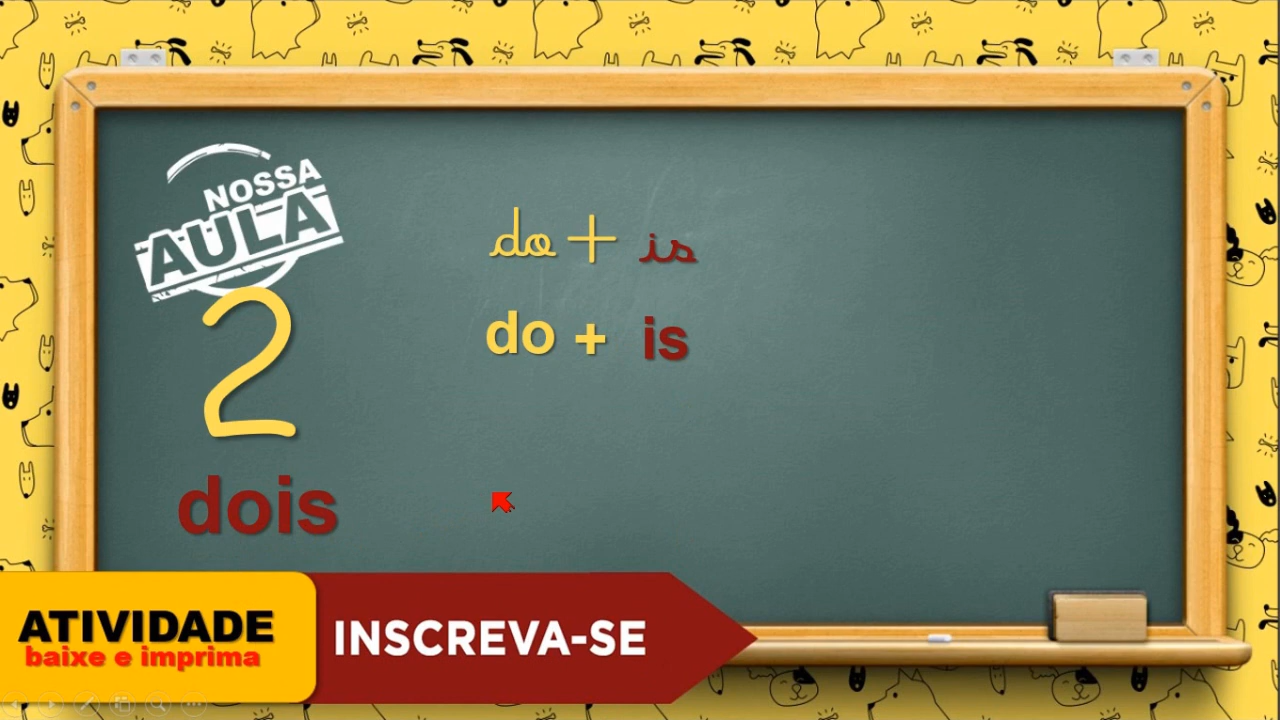 NOSSA
AULA
2
dois
do + is
do + is
ATIVIDADE
baixe e imprima
INSCREVA-SE